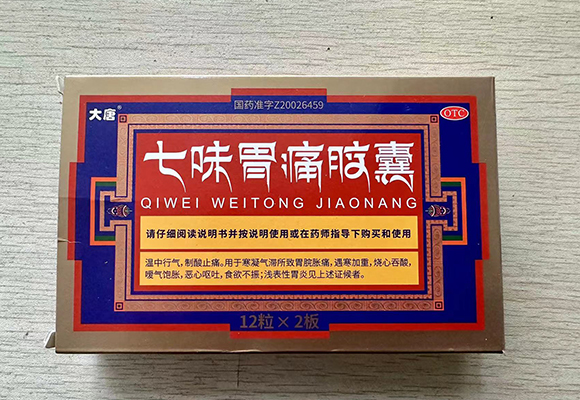 国药准字Z20026459
大唐®
OTC
七味胃痛胶囊
QIWEI WEITONG JIAONANG
请仔细阅读说明书并按说明使用或在药师指导下购买和使用
温中行气，制酸止痛。用于寒凝气滞所致胃脘胀痛，遇寒加重，烧心吞酸，
嗳气饱胀，恶心呕吐，食欲不振；浅表性胃炎见上述证候者。
12粒×2板